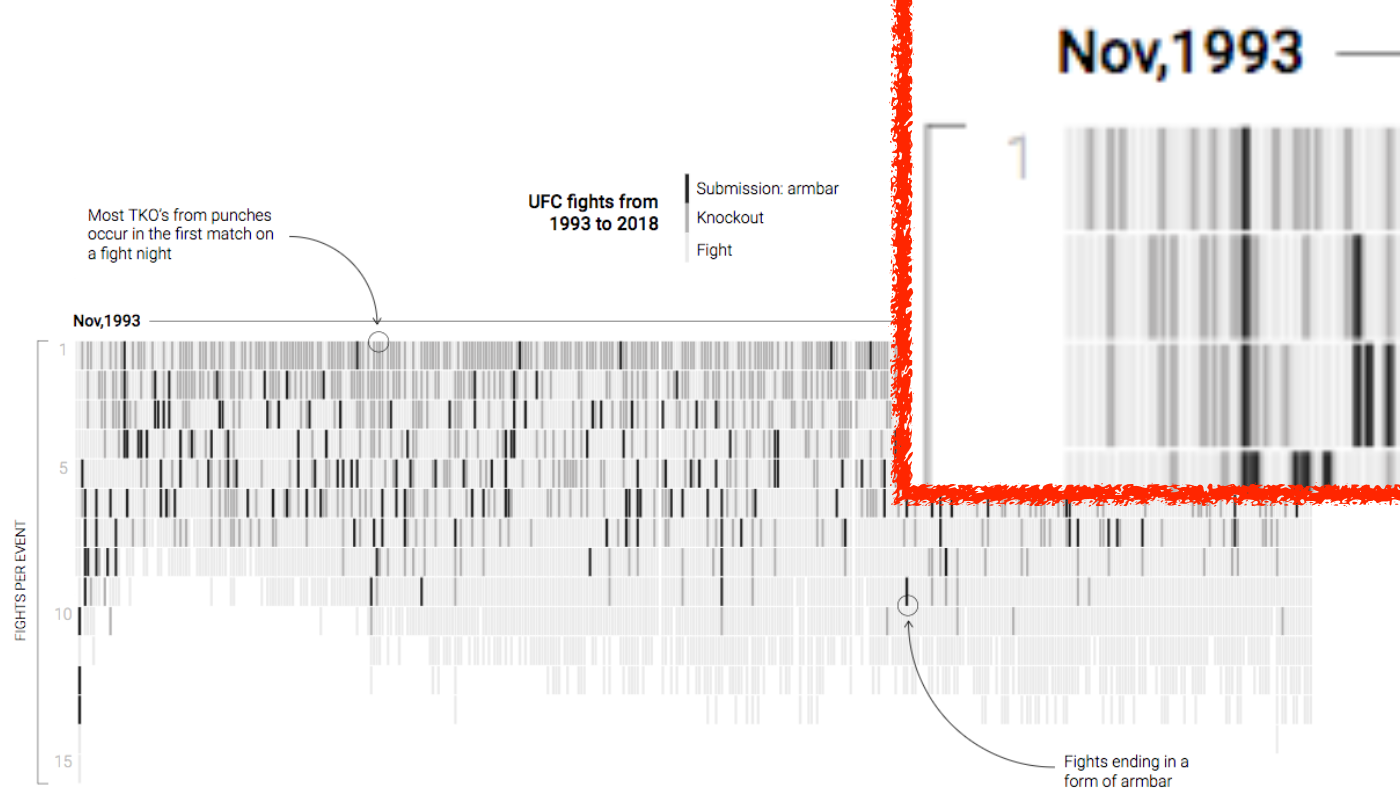 Nov,1993
1
Most TKO's from punches
occur in the first match on
a fight night
UFC fights from
1993 to 2018
Submission: armbar
Knockout
Fight
Nov,1993
1
5
10
15
FIGHTS PER EVENT
Fights ending in a
form of armbar